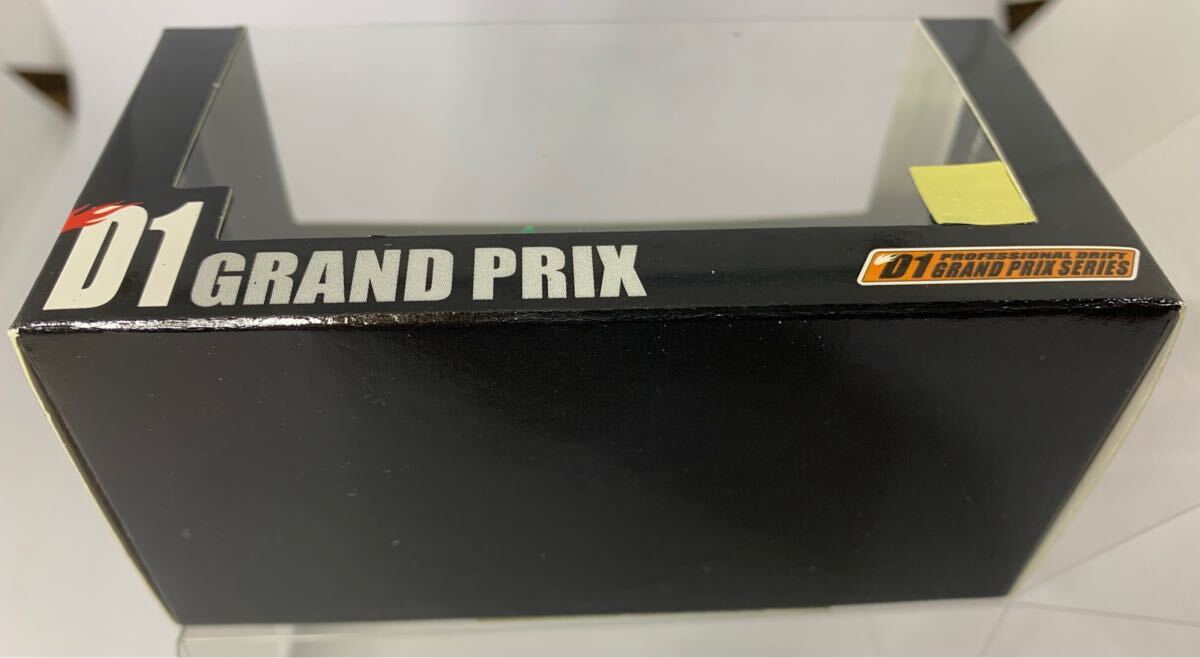 D1 GRAND PRIX
D1 PROFESSIONAL DRIFT
GRAND PRIX SERIES